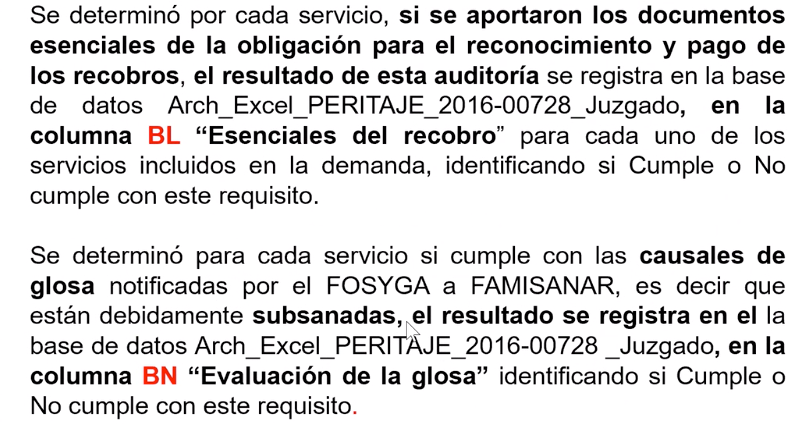 Se determinó por cada servicio, si se aportaron los documentos
esenciales de la obligación para el reconocimiento y pago de
los recobros, el resultado de esta auditoría se registra en la base
de datos Arch_Excel_PERITAJE_2016-00728_Juzgado, en la
columna BL “Esenciales del recobro” para cada uno de los
servicios incluidos en la demanda, identificando si Cumple o No
cumple con este requisito.
Se determinó para cada servicio si cumple con las causales de
glosa notificadas por el FOSYGA a FAMISANAR, es decir que
están debidamente subsanadas, el resultado se registra en el la
base de datos Arch_Excel_PERITAJE_2016-00728 _Juzgado, en la
columna BN “Evaluación de la glosa” identificando si Cumple o
No cumple con este requisito.